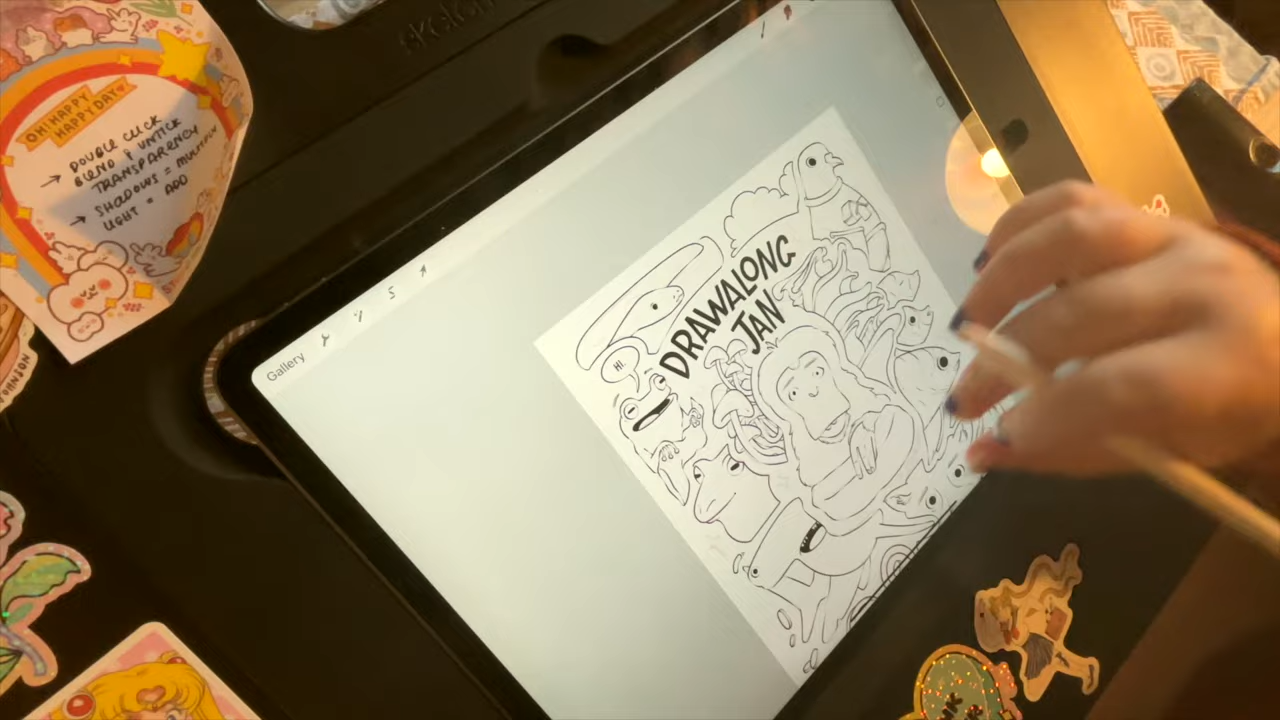 OH! HAPPY
HAPPY DAY
→ DOUBLE CLICK
BLEND & UNTICK
TRANSPARENCY
→ SHADOWS = MULTIPLY
LIGHT = ADD
Gallery
DRAWALONG
JAN
HI!